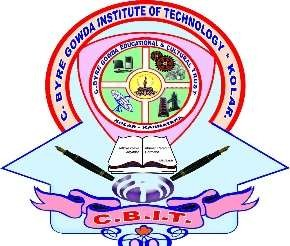 C. BYRE GOWDA INSTITUTE OF TECHNOLOGY - KOLAR.
C. BYRE GOWDA EDUCATIONAL & CULTURAL TRUST
KOLAR - KARNATAKA
C.B.I.T.